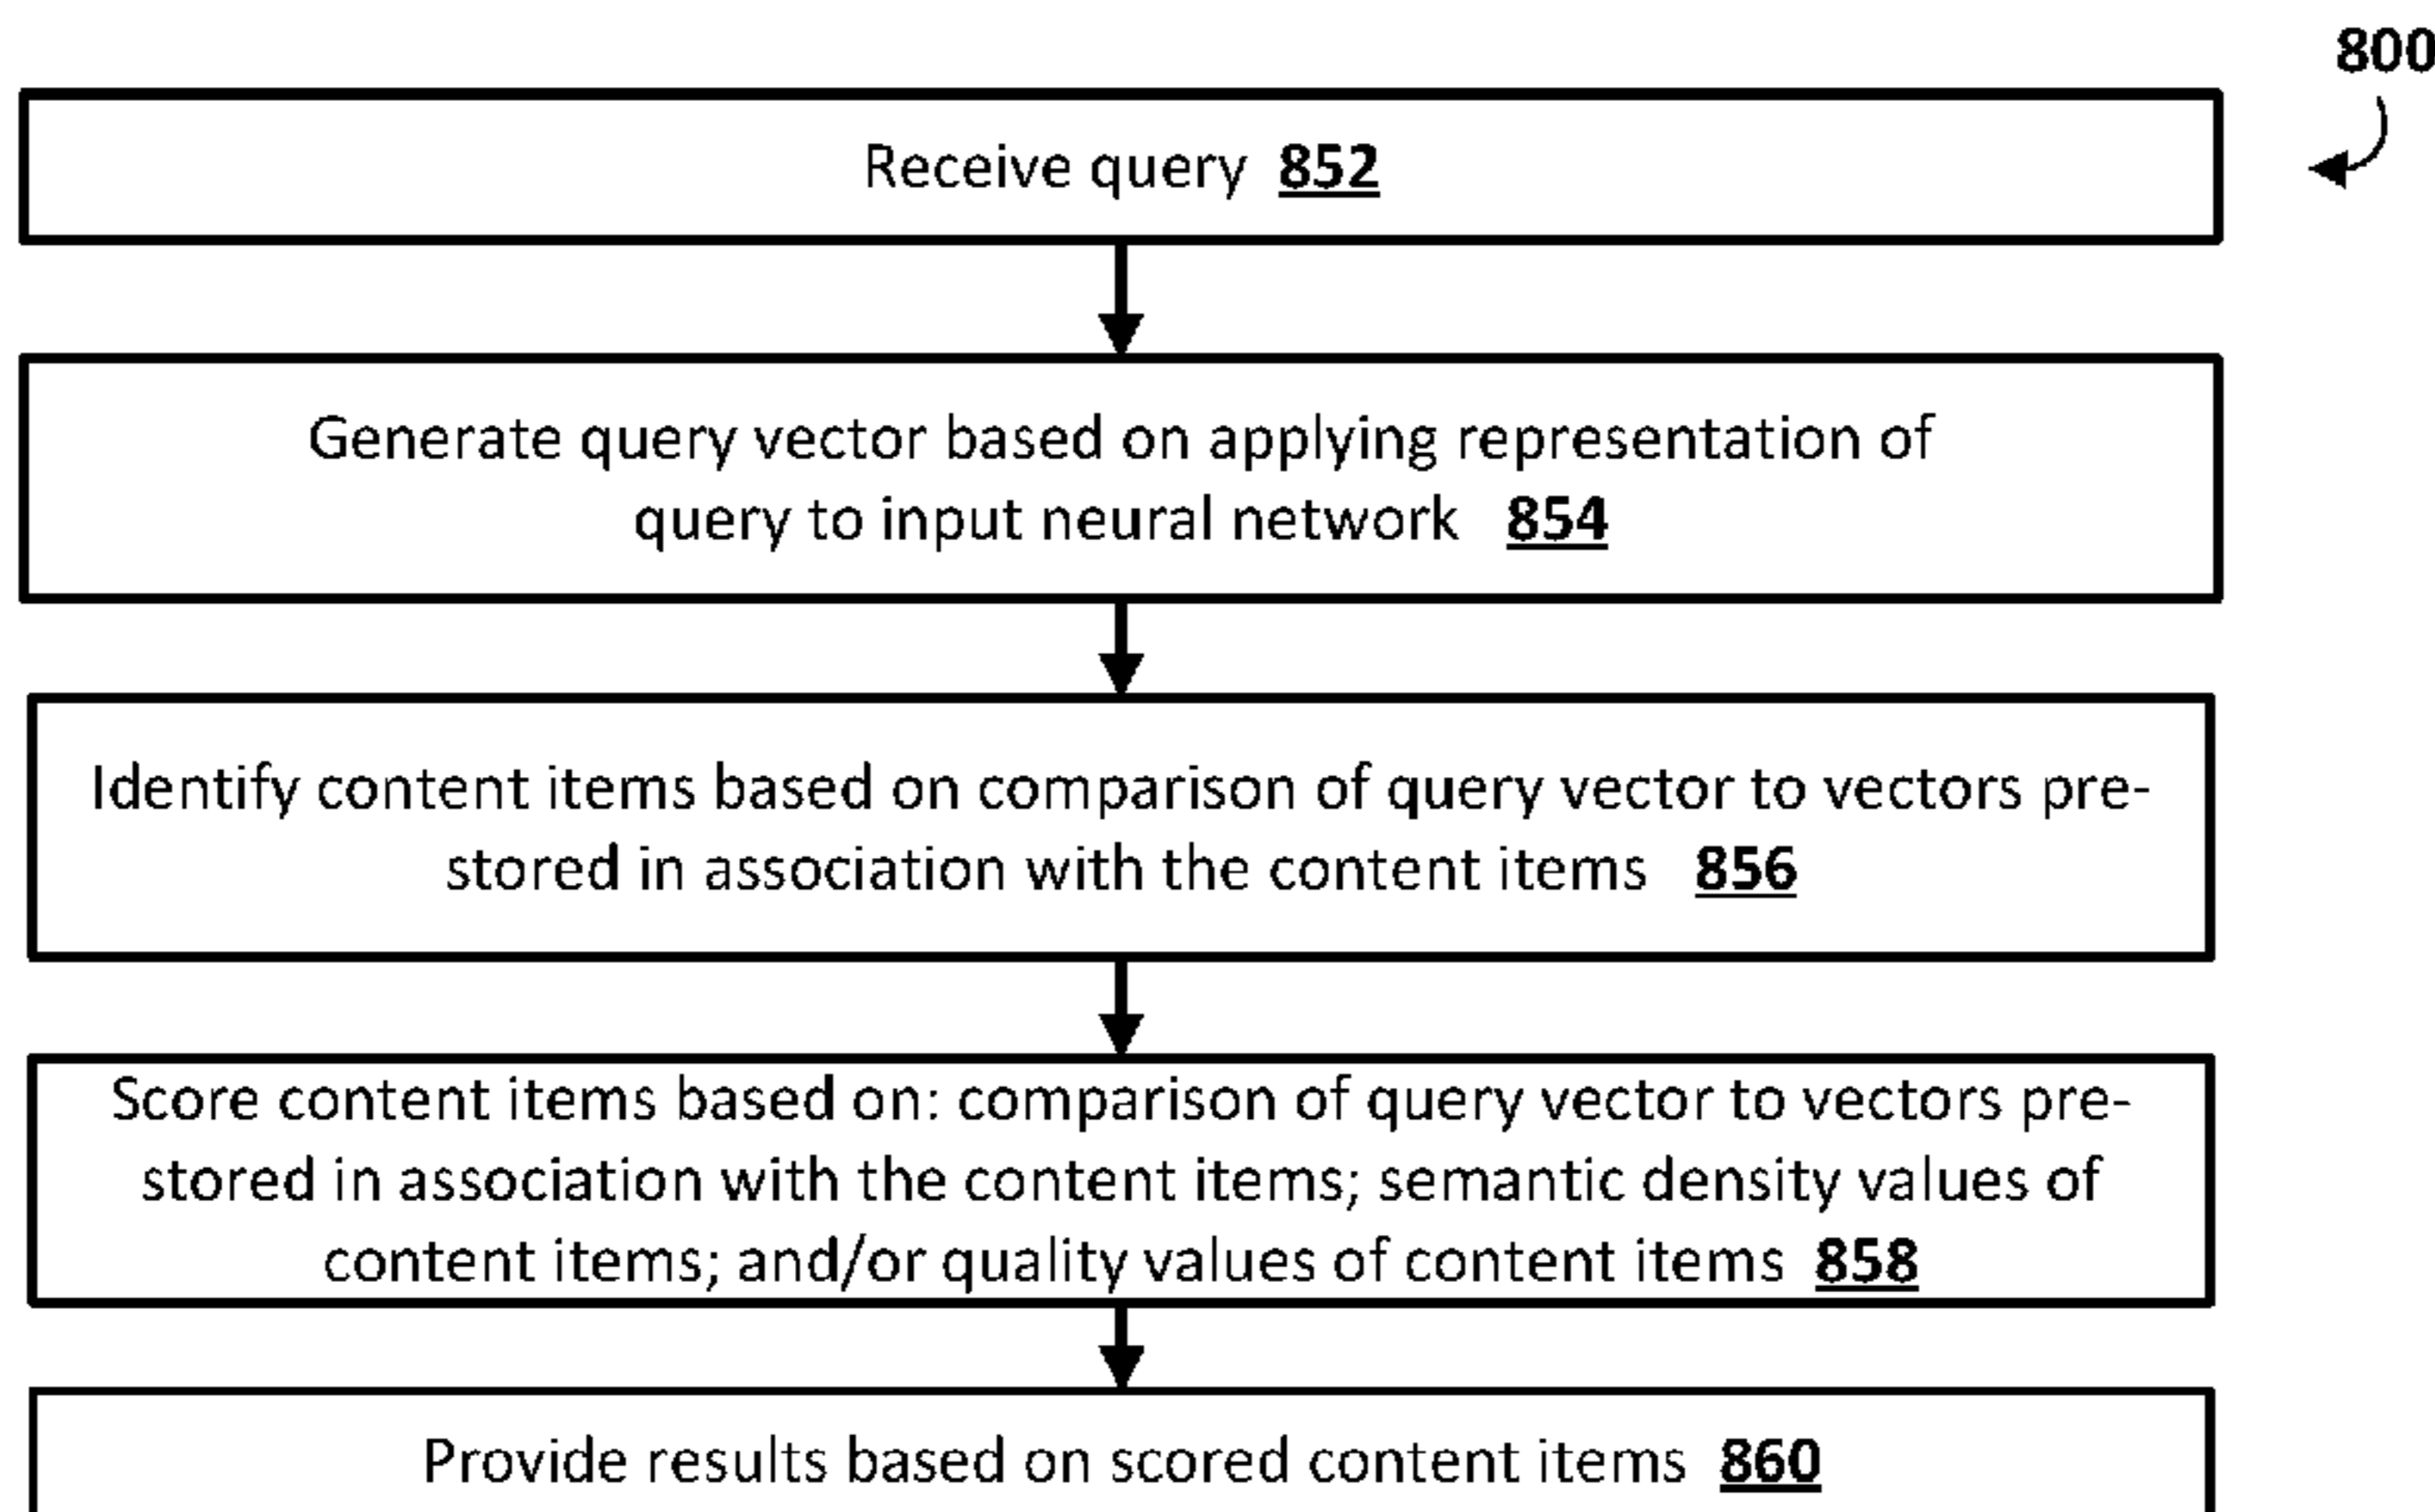 800
Receive query 852
Generate query vector based on applying representation of
query to input neural network 854
Identify content items based on comparison of query vector to vectors pre-
stored in association with the content items 856
Score content items based on: comparison of query vector to vectors pre-
stored in association with the content items; semantic density values of
content items; and/or quality values of content items 858
Provide results based on scored content items 860